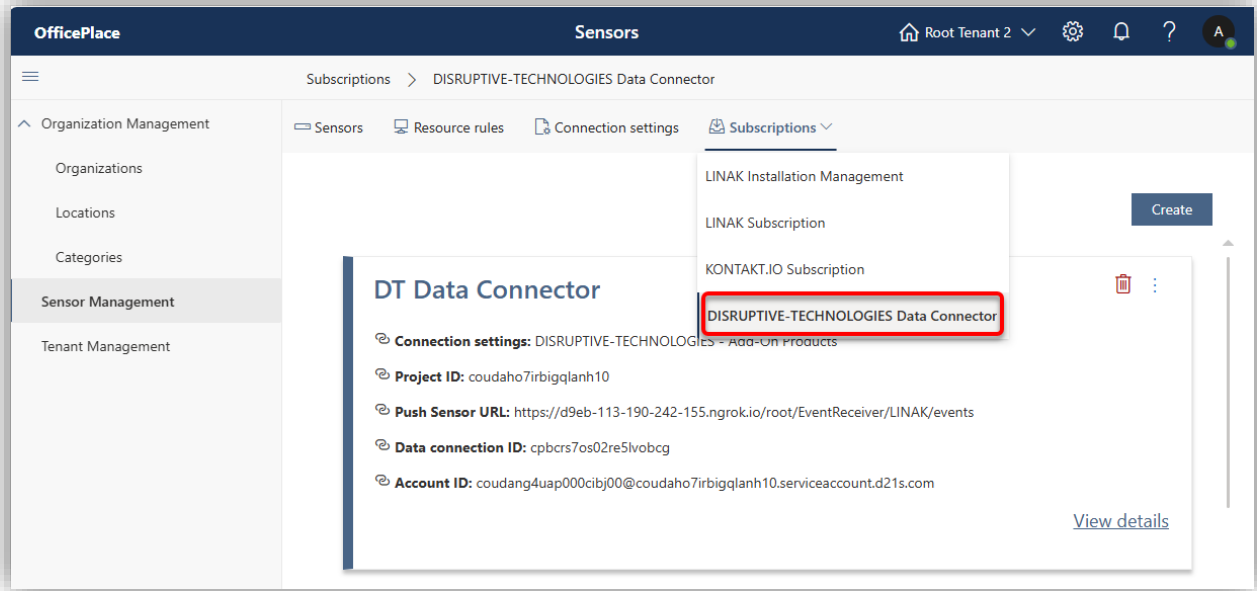 OfficePlace
Sensors
Root Tenant 2
A
Subscriptions > DISRUPTIVE-TECHNOLOGIES Data Connector
Organization Management
Organizations
Locations
Categories
Sensor Management
Tenant Management
Sensors
Resource rules
Connection settings
Subscriptions
LINAK Installation Management
LINAK Subscription
KONTAKT.IO Subscription
DISRUPTIVE-TECHNOLOGIES Data Connector
Create
DT Data Connector
Connection settings: DISRUPTIVE-TECHNOLOGIES - Add-On Products
Project ID: coudaho7irbigqlanh10
Push Sensor URL: https://d9eb-113-190-242-155.ngrok.io/root/EventReceiver/LINAK/events
Data connection ID: cpbcrs7os02re5lvobcg
Account ID: coudang4uap000cibj00@coudaho7irbigqlanh10.serviceaccount.d21s.com
View details